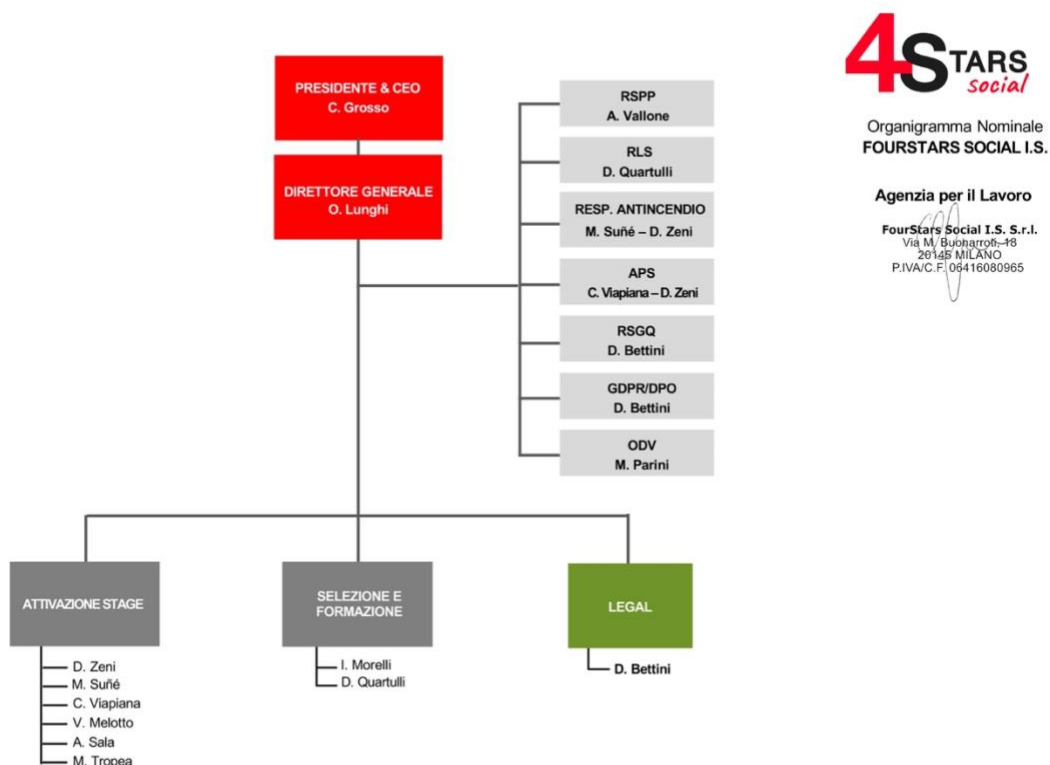 4STARS
social
Organigramma Nominale
FOURSTARS SOCIAL I.S.
Agenzia per il Lavoro
FourStars Social I.S. S.r.l.
Via M. Buonarroti, 18
20145 MILANO
P.IVA/C.F. 06416080965
PRESIDENTE & CEO
C. Grosso
DIRETTORE GENERALE
O. Lunghi
RSPP
A. Vallone
RLS
D. Quartulli
RESP. ANTINCENDIO
M. Suñé – D. Zeni
APS
C. Viapiana – D. Zeni
RSGQ
D. Bettini
GDPR/DPO
D. Bettini
ODV
M. Parini
ATTIVAZIONE STAGE
D. Zeni
M. Suñé
C. Viapiana
V. Melotto
A. Sala
M. Tropea
SELEZIONE E
FORMAZIONE
I. Morelli
D. Quartulli
LEGAL
D. Bettini